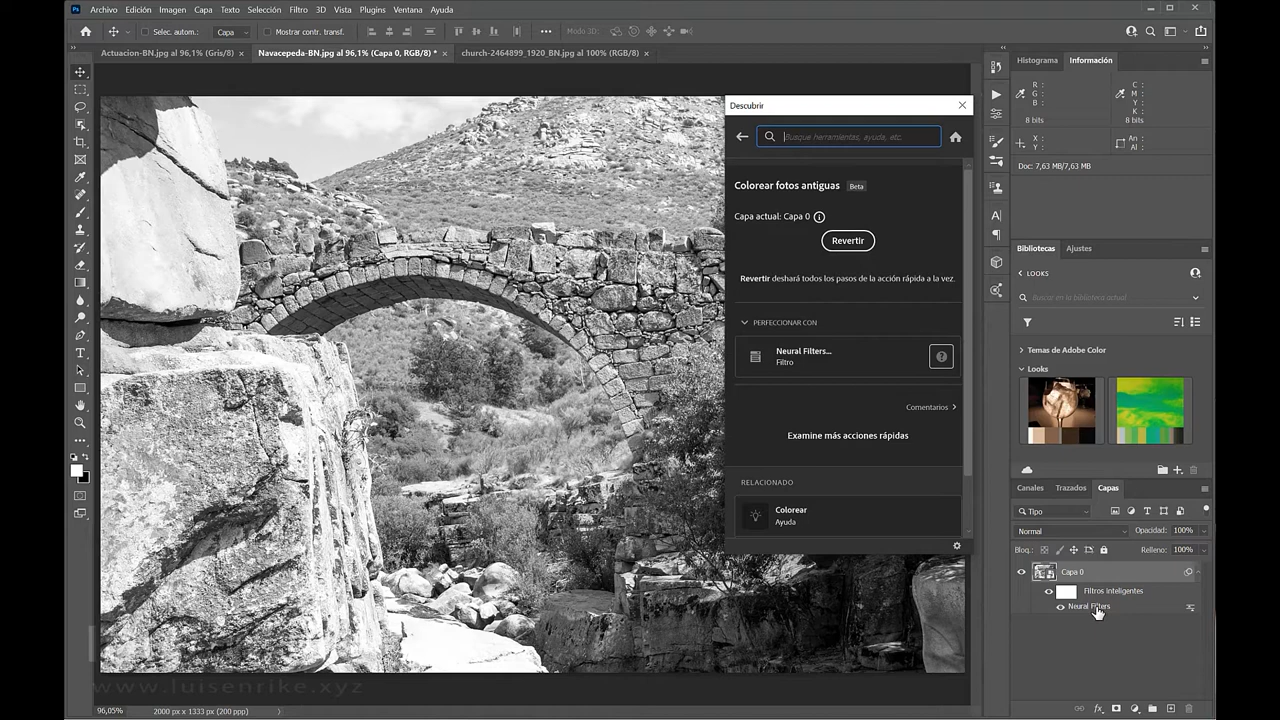 Ps Archivo Edición Imagen Capa Texto Selección Filtro 3D Vista Plugins Ventana Ayuda
Selec. autom.: Capa Mostrar contr. transf. Modo 3D:
Actuacion-BN.jpg al 96,1% (Gris/8) × Navacepeda-BN.jpg al 96,1% (Capa 0, RGB/8) * × church-2464899_1920_BN.jpg al 100% (RGB/8) ×
Histograma Información
R: C:
G: M:
B: Y:
K:
8 bits 8 bits
X: An:
Y: Al:
Doc: 7,63 MB/7,63 MB
Descubrir
Busque herramientas, ayuda, etc.
Colorear fotos antiguas Beta
Capa actual: Capa 0
Revertir
Revertir deshará todos los pasos de la acción rápida a la vez.
PERFECCIONAR CON
Neural Filters...
Filtro
Comentarios
Examine más acciones rápidas
RELACIONADO
Colorear
Ayuda
Bibliotecas Ajustes
LOOKS
Buscar en la biblioteca actual
Temas de Adobe Color
Looks
Canales Trazados Capas
Tipo
Normal Opacidad: 100%
Bloq.: Relleno: 100%
Capa 0
Filtros inteligentes
Neural Filters
www.luisenrike.xyz
96,05% 2000 px x 1333 px (200 ppp)